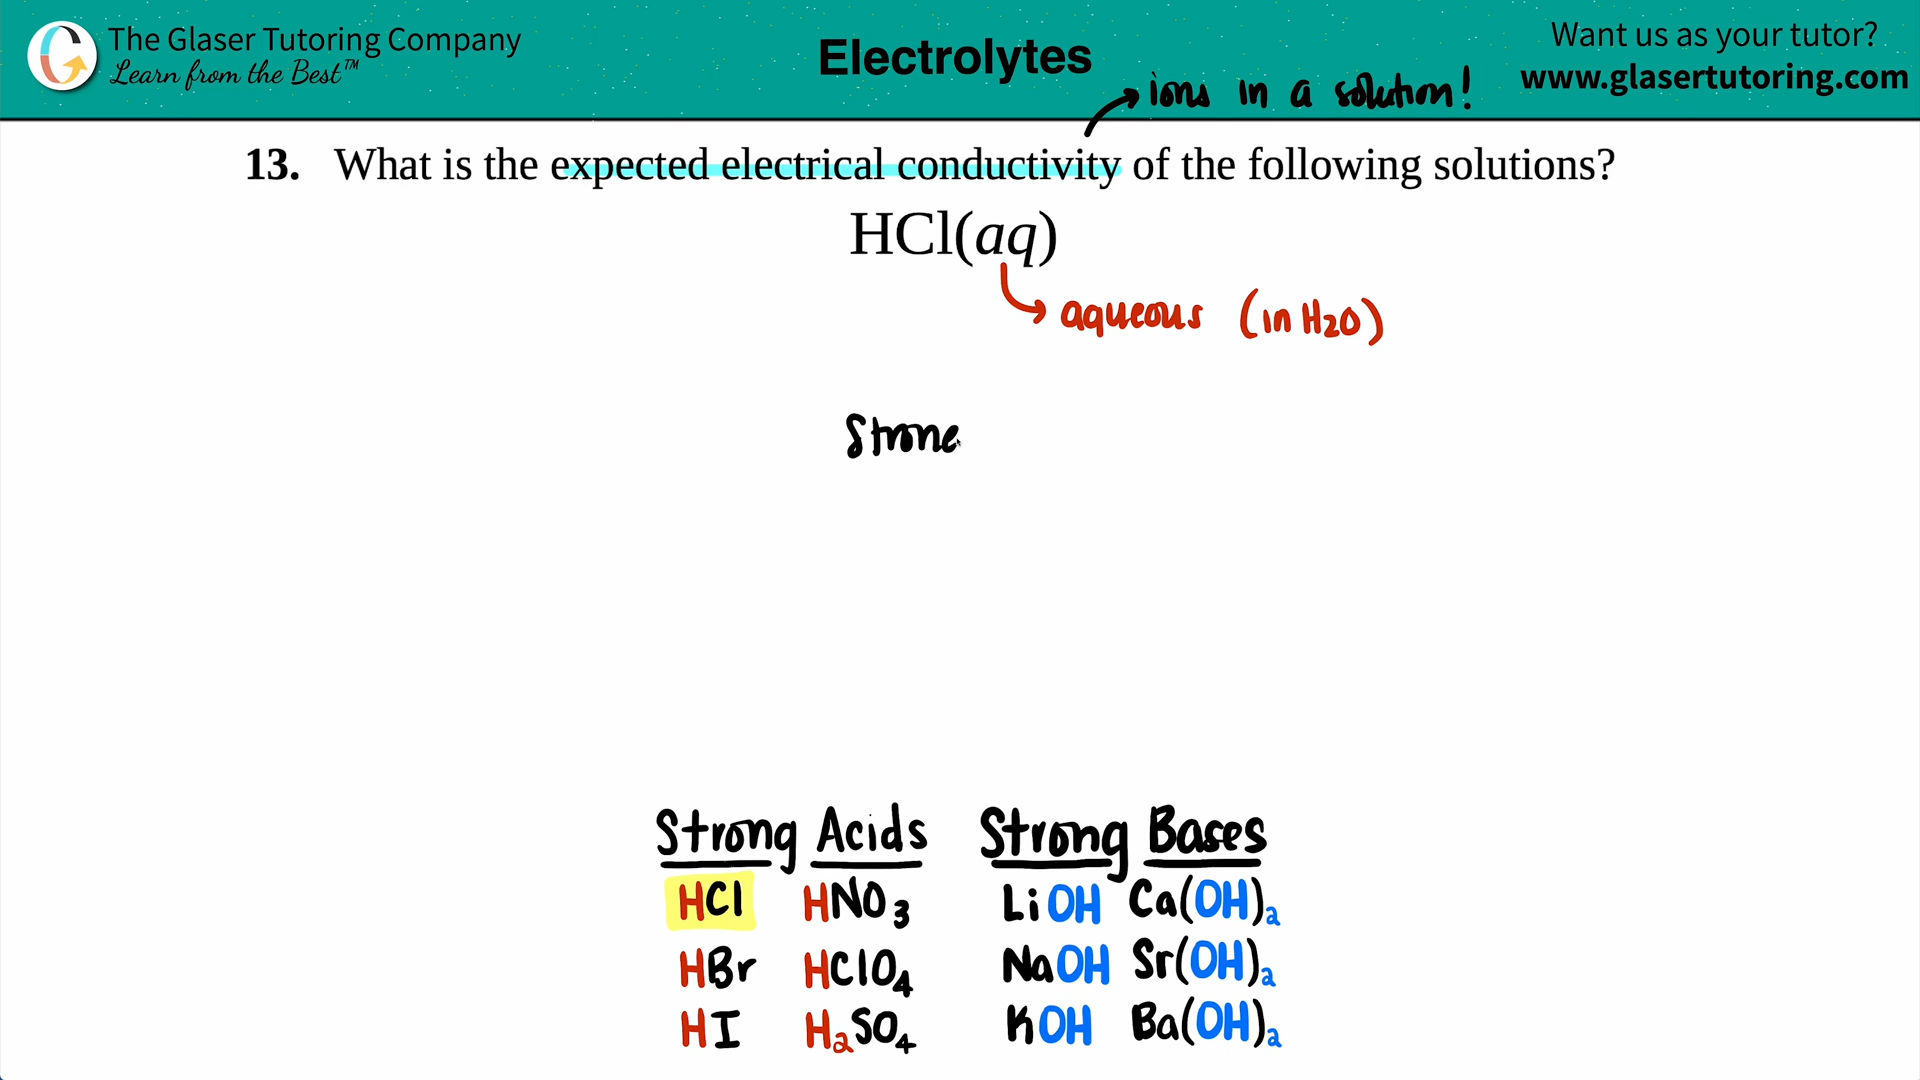 The Glaser Tutoring Company
Learn from the Best™
Electrolytes
Want us as your tutor?
www.glasertutoring.com
ions in a solution!
13. What is the expected electrical conductivity of the following solutions?
HCl(aq)
aqueous (in H2O)
Strone
Strong Acids Strong Bases
HCl HNO3 LiOH Ca(OH)2
HBr HClO4 NaOH Sr(OH)2
HI H2SO4 KOH Ba(OH)2